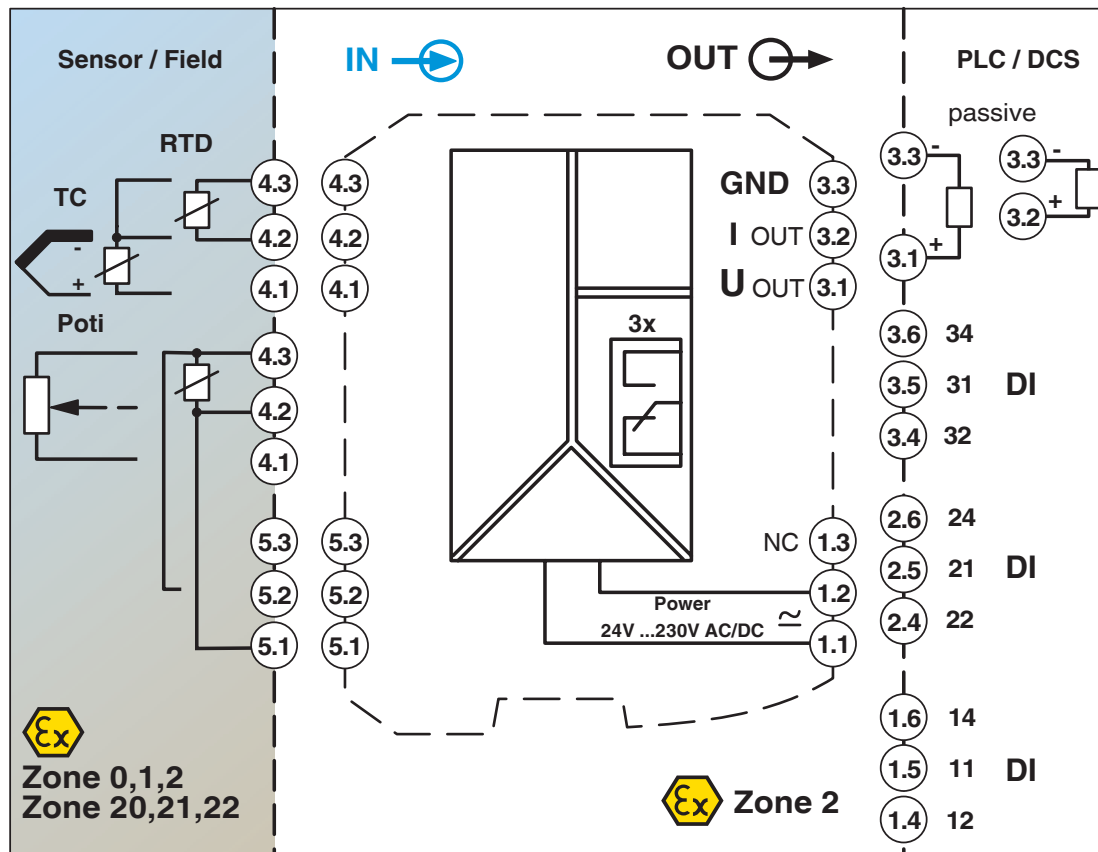 Sensor / Field
IN
OUT
PLC / DCS
passive
RTD
TC
-
+
4.3
4.2
4.1
Poti
4.3
4.2
4.1
5.3
5.2
5.1
Ex
Zone 0,1,2
Zone 20,21,22
4.3
4.2
4.1
5.3
5.2
5.1
GND 3.3
I OUT 3.2
U OUT 3.1
3x
NC 1.3
1.2
Power
24V ...230V AC/DC ≃
1.1
Ex Zone 2
3.3 -
3.1 +
3.3 -
3.2 +
3.6 34
3.5 31 DI
3.4 32
2.6 24
2.5 21 DI
2.4 22
1.6 14
1.5 11 DI
1.4 12